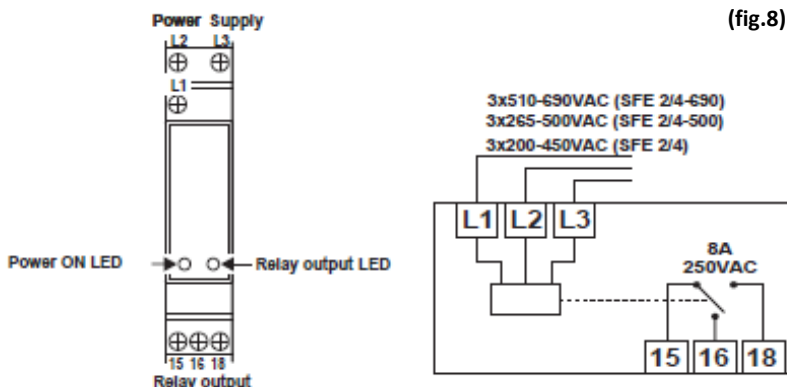 (fig.8)
Power Supply
L2 L3
L1
Power ON LED
Relay output LED
15 16 18
Relay output
3x510-690VAC (SFE 2/4-690)
3x265-500VAC (SFE 2/4-500)
3x200-450VAC (SFE 2/4)
L1 L2 L3
8A
250VAC
15 16 18